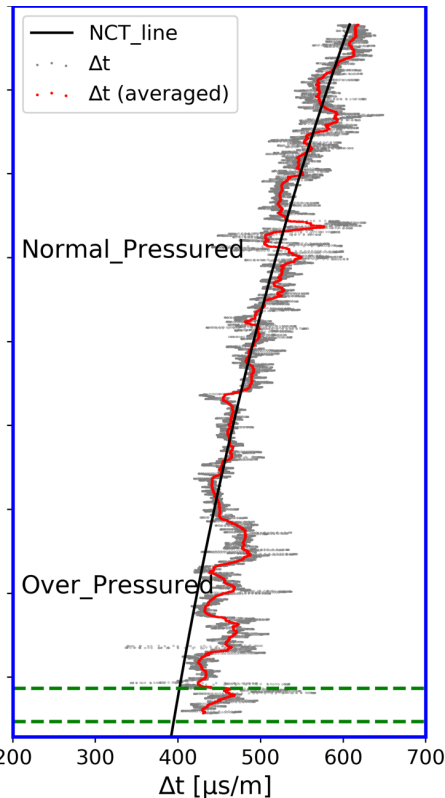 NCT_line
Δt
Δt (averaged)
Normal_Pressured
Over_Pressured
200 300 400 500 600 700
Δt [μs/m]